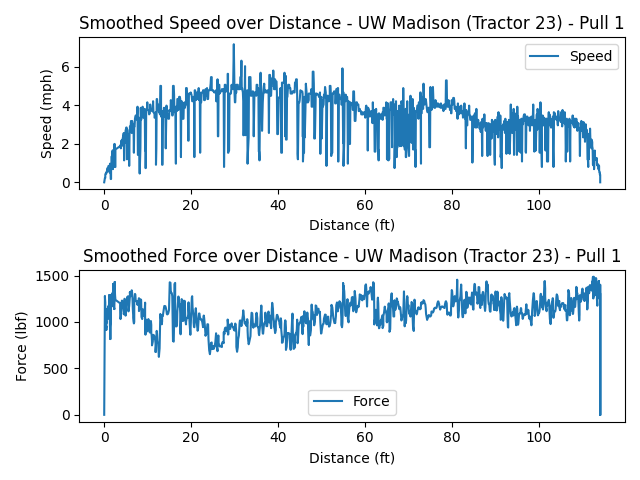 Smoothed Speed over Distance - UW Madison (Tractor 23) - Pull 1
Speed (mph)
6
4
2
0
Speed
0 20 40 60 80 100
Distance (ft)
Smoothed Force over Distance - UW Madison (Tractor 23) - Pull 1
Force (lbf)
1500
1000
500
0
Force
0 20 40 60 80 100
Distance (ft)